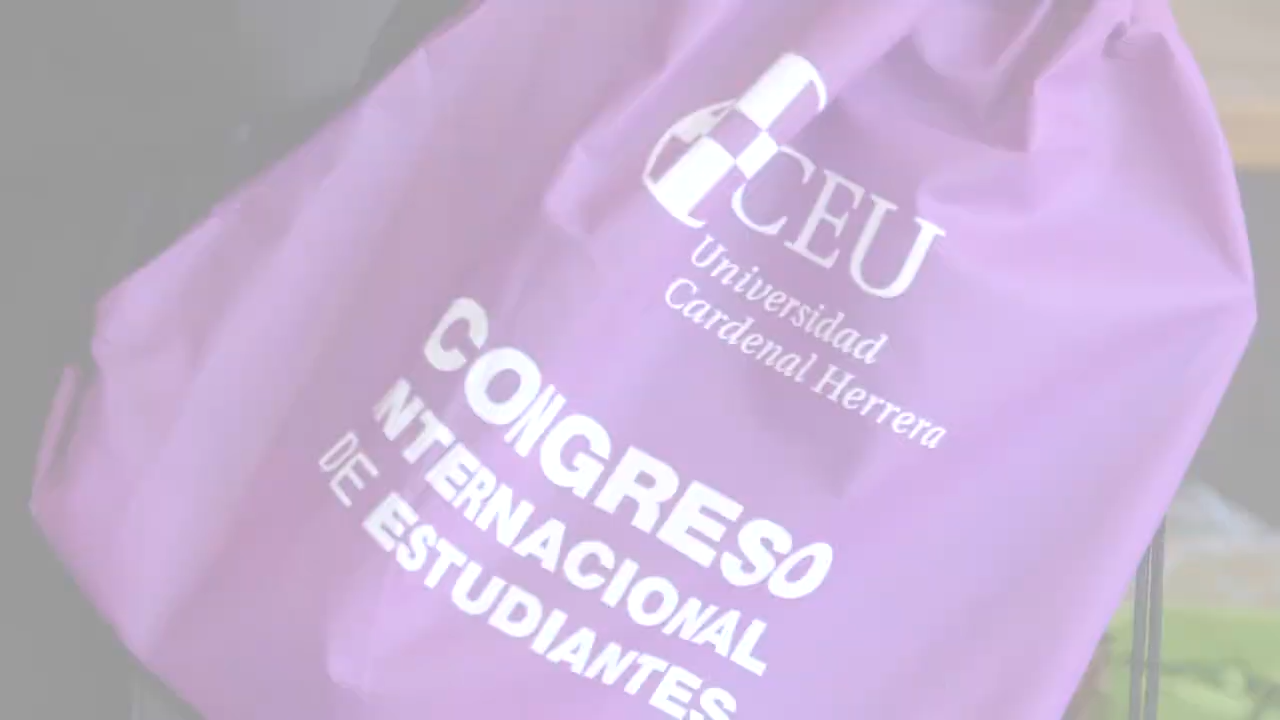 CEU
Universidad
Cardenal Herrera
CONGRESO
NTERNACIONAL
DE ESTUDIANTES